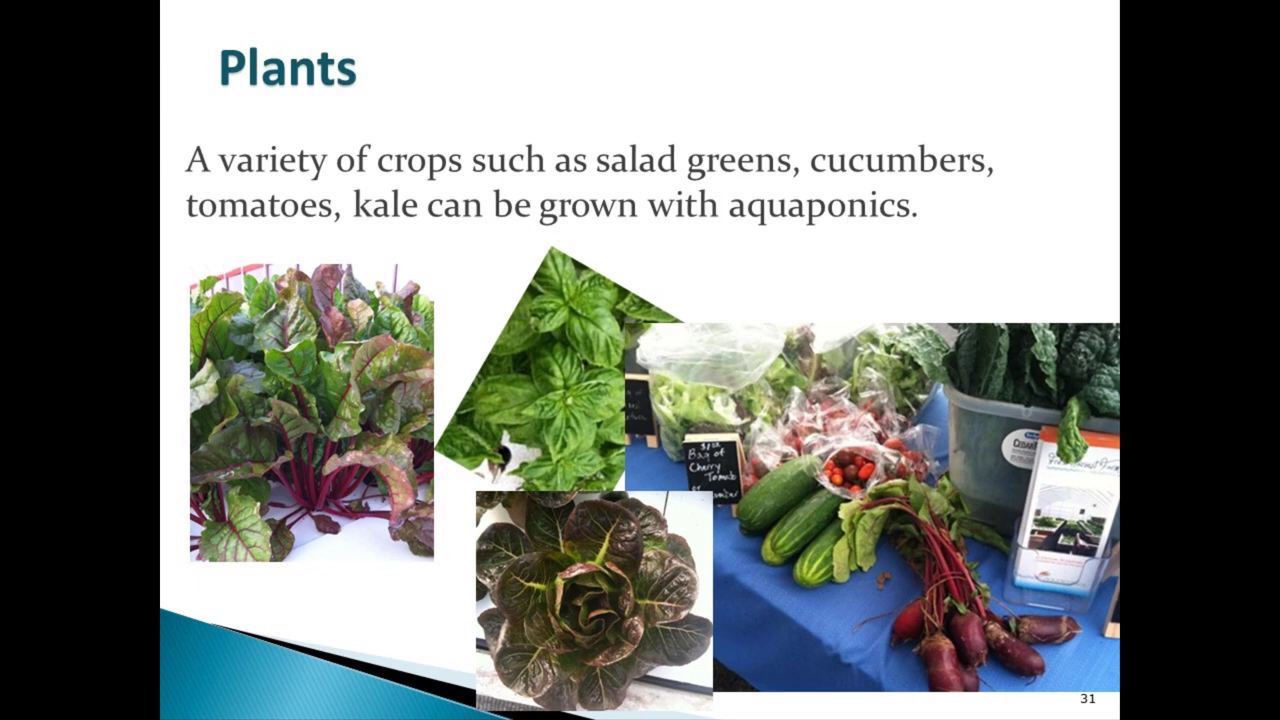 Plants
A variety of crops such as salad greens, cucumbers,
tomatoes, kale can be grown with aquaponics.
Bag of
Cherry
Tomato
31